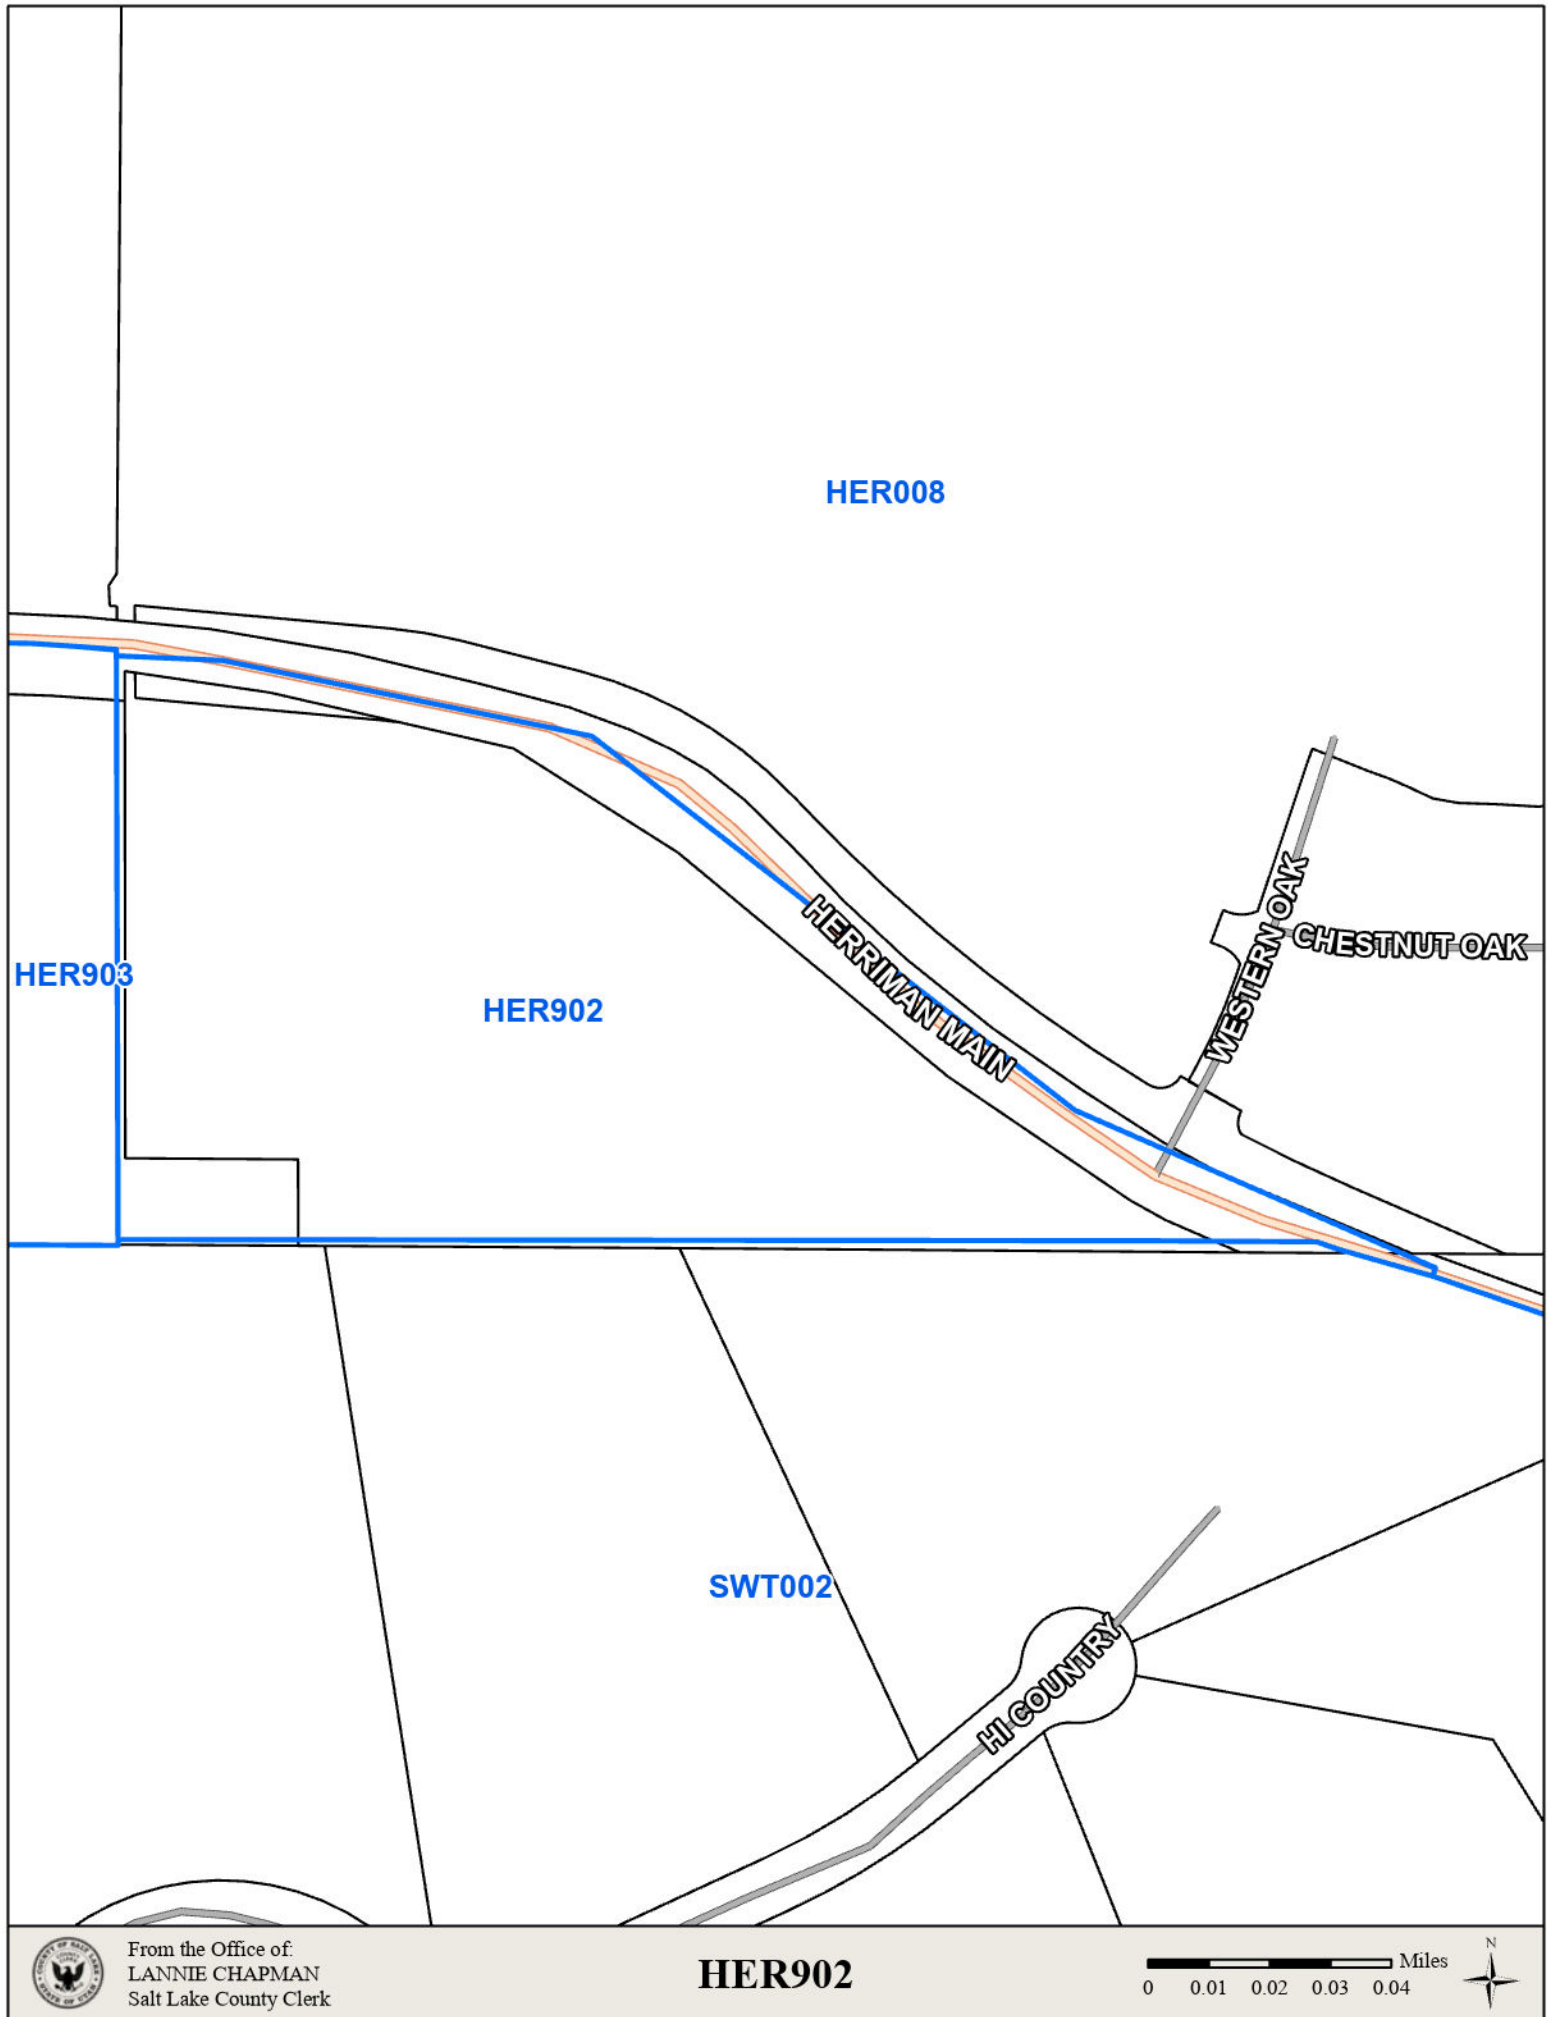 HER008
WESTERN OAK
CHESTNUT OAK
HERRIMAN MAIN
HER903
HER902
SWT002
HI COUNTRY
From the Office of:
LANNIE CHAPMAN
Salt Lake County Clerk
HER902
Miles
0 0.01 0.02 0.03 0.04
N